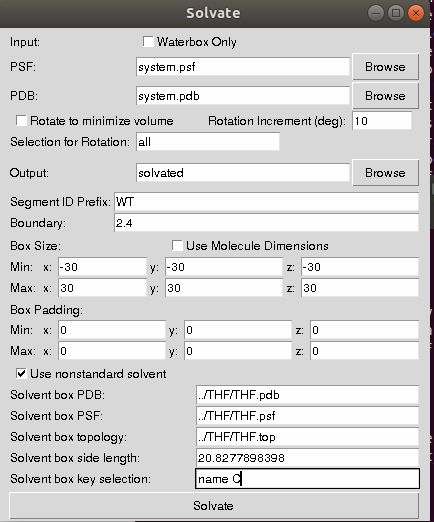 Solvate
Input: Waterbox Only
PSF: system.psf Browse
PDB: system.pdb Browse
Rotate to minimize volume Rotation Increment (deg): 10
Selection for Rotation: all
Output: solvated Browse
Segment ID Prefix: WT
Boundary: 2.4
Box Size: Use Molecule Dimensions
Min: x: -30 y: -30 z: -30
Max: x: 30 y: 30 z: 30
Box Padding:
Min: x: 0 y: 0 z: 0
Max: x: 0 y: 0 z: 0
Use nonstandard solvent
Solvent box PDB: ../THF/THF.pdb
Solvent box PSF: ../THF/THF.psf
Solvent box topology: ../THF/THF.top
Solvent box side length: 20.8277898398
Solvent box key selection: name C
Solvate